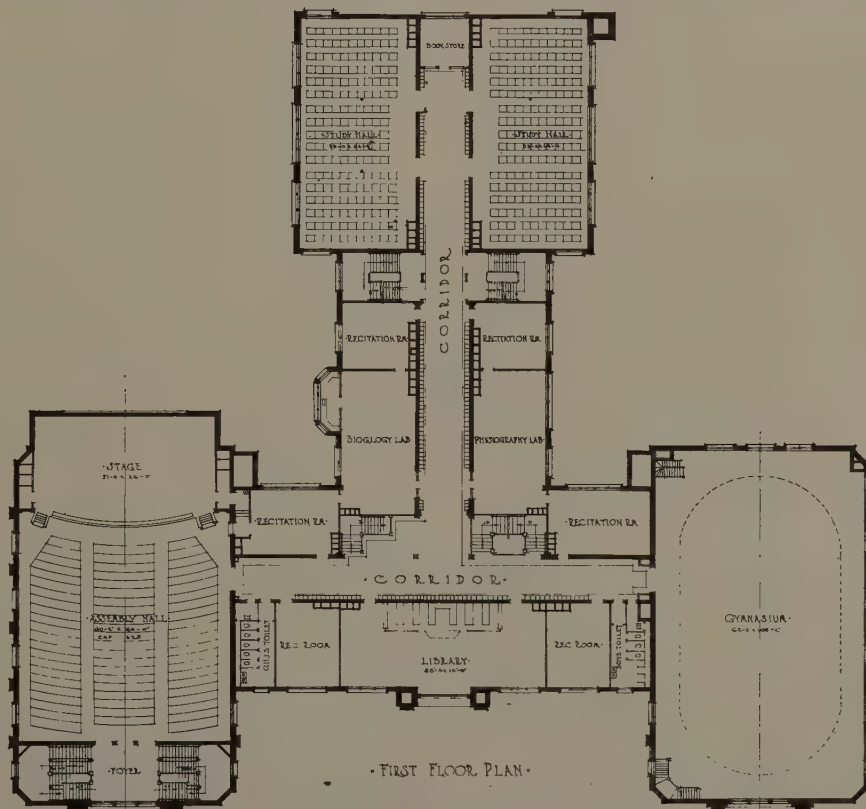 BOOK STORE
·STUDY HALL·
·STUDY HALL·
CORRIDOR
·RECITATION RM·
RECITATION RM·
BIOLOGY LAB
PHYSIOGRAPHY LAB·
·STAGE
·RECITATION RM·
RECITATION RM
·CORRIDOR·
·ASSEMBLY HALL·
GYMNASIUM·
GIRLS TOILET
REC ROOM
·LIBRARY·
REC ROOM
BOYS TOILET
·FOYER·
·FIRST FLOOR PLAN·